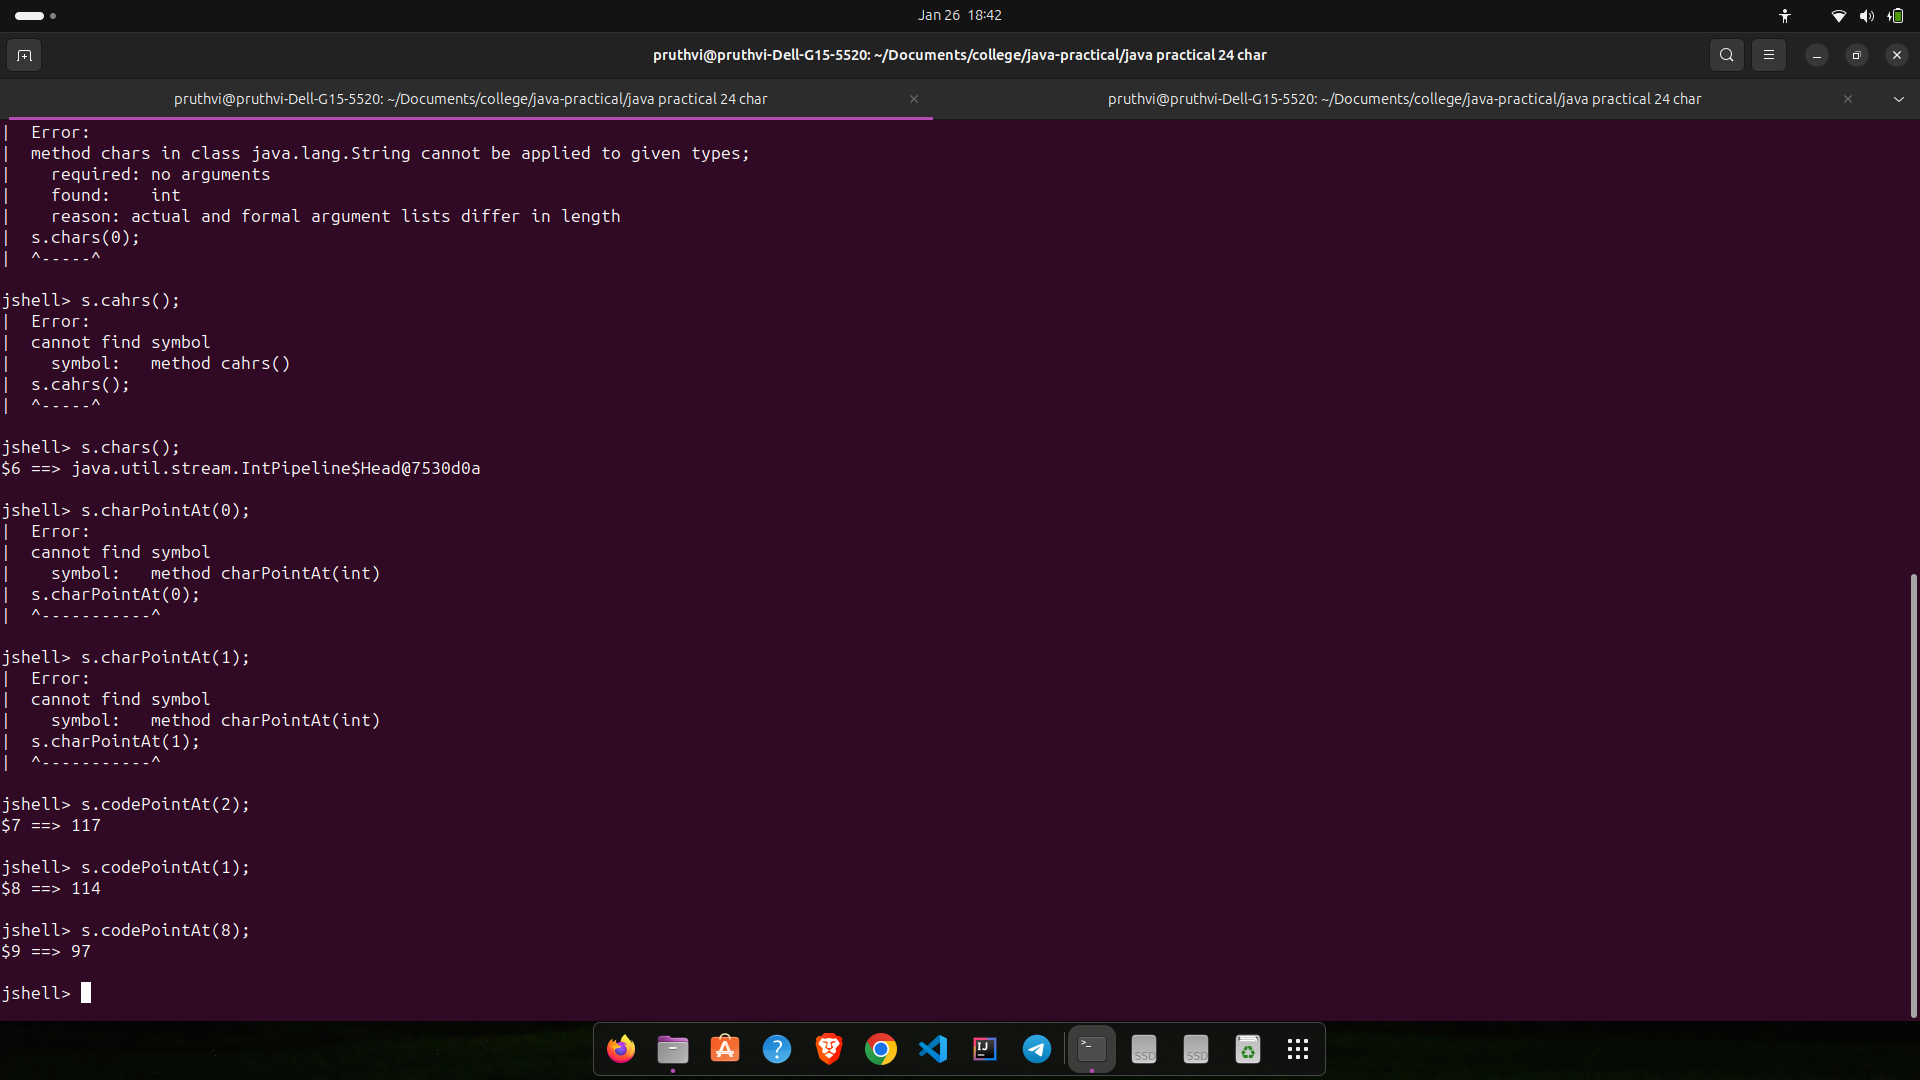 Jan 26 18:42
pruthvi@pruthvi-Dell-G15-5520: ~/Documents/college/java-practical/java practical 24 char
pruthvi@pruthvi-Dell-G15-5520: ~/Documents/college/java-practical/java practical 24 char
pruthvi@pruthvi-Dell-G15-5520: ~/Documents/college/java-practical/java practical 24 char
|  Error:
|  method chars in class java.lang.String cannot be applied to given types;
|    required: no arguments
|    found:    int
|    reason: actual and formal argument lists differ in length
|  s.chars(0);
|  ^-----^
jshell> s.cahrs();
|  Error:
|  cannot find symbol
|    symbol:   method cahrs()
|  s.cahrs();
|  ^-----^
jshell> s.chars();
$6 ==> java.util.stream.IntPipeline$Head@7530d0a
jshell> s.charPointAt(0);
|  Error:
|  cannot find symbol
|    symbol:   method charPointAt(int)
|  s.charPointAt(0);
|  ^-----------^
jshell> s.charPointAt(1);
|  Error:
|  cannot find symbol
|    symbol:   method charPointAt(int)
|  s.charPointAt(1);
|  ^-----------^
jshell> s.codePointAt(2);
$7 ==> 117
jshell> s.codePointAt(1);
$8 ==> 114
jshell> s.codePointAt(8);
$9 ==> 97
jshell>
? IJ >_ SSD SSD